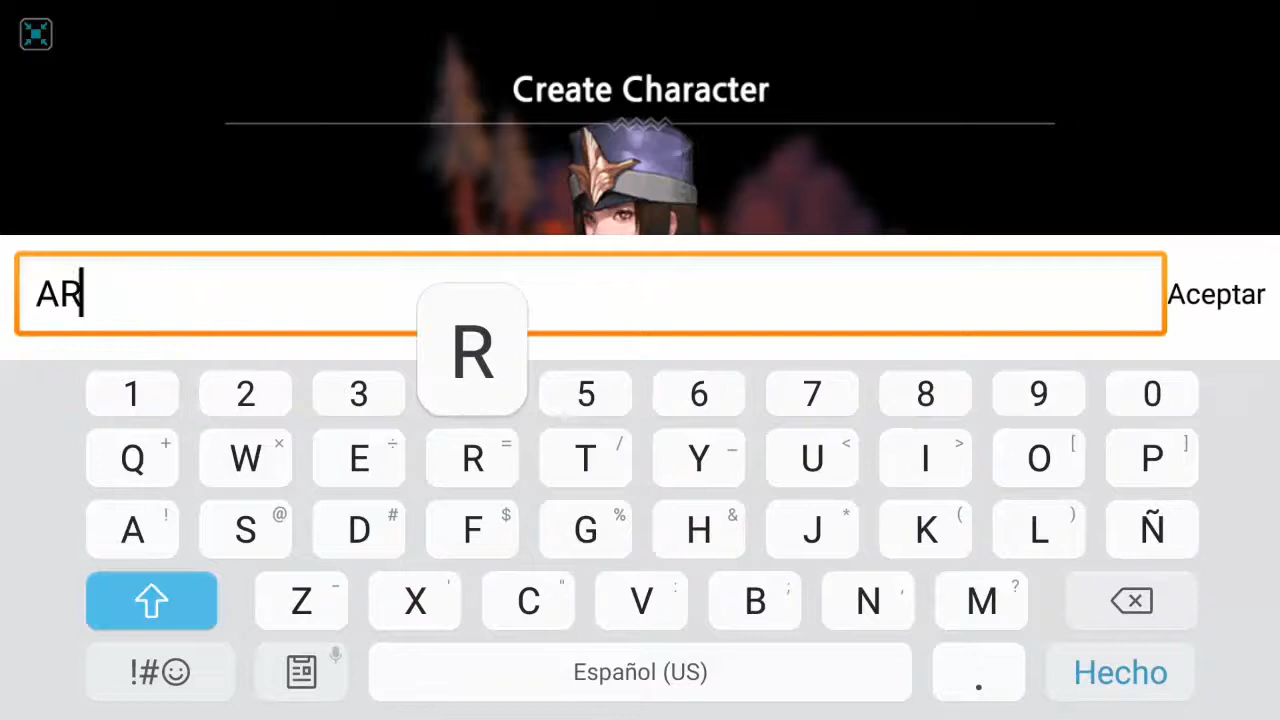 Create Character
AR
Aceptar
R
1 2 3 5 6 7 8 9 0
Q + W × E ÷ R = T / Y _ U < I > O [ P ]
A ! S @ D # F $ G % H & J * K ( L ) Ñ
Z - X ' C " V : B ; N , M ?
!#☺ Español (US) . Hecho